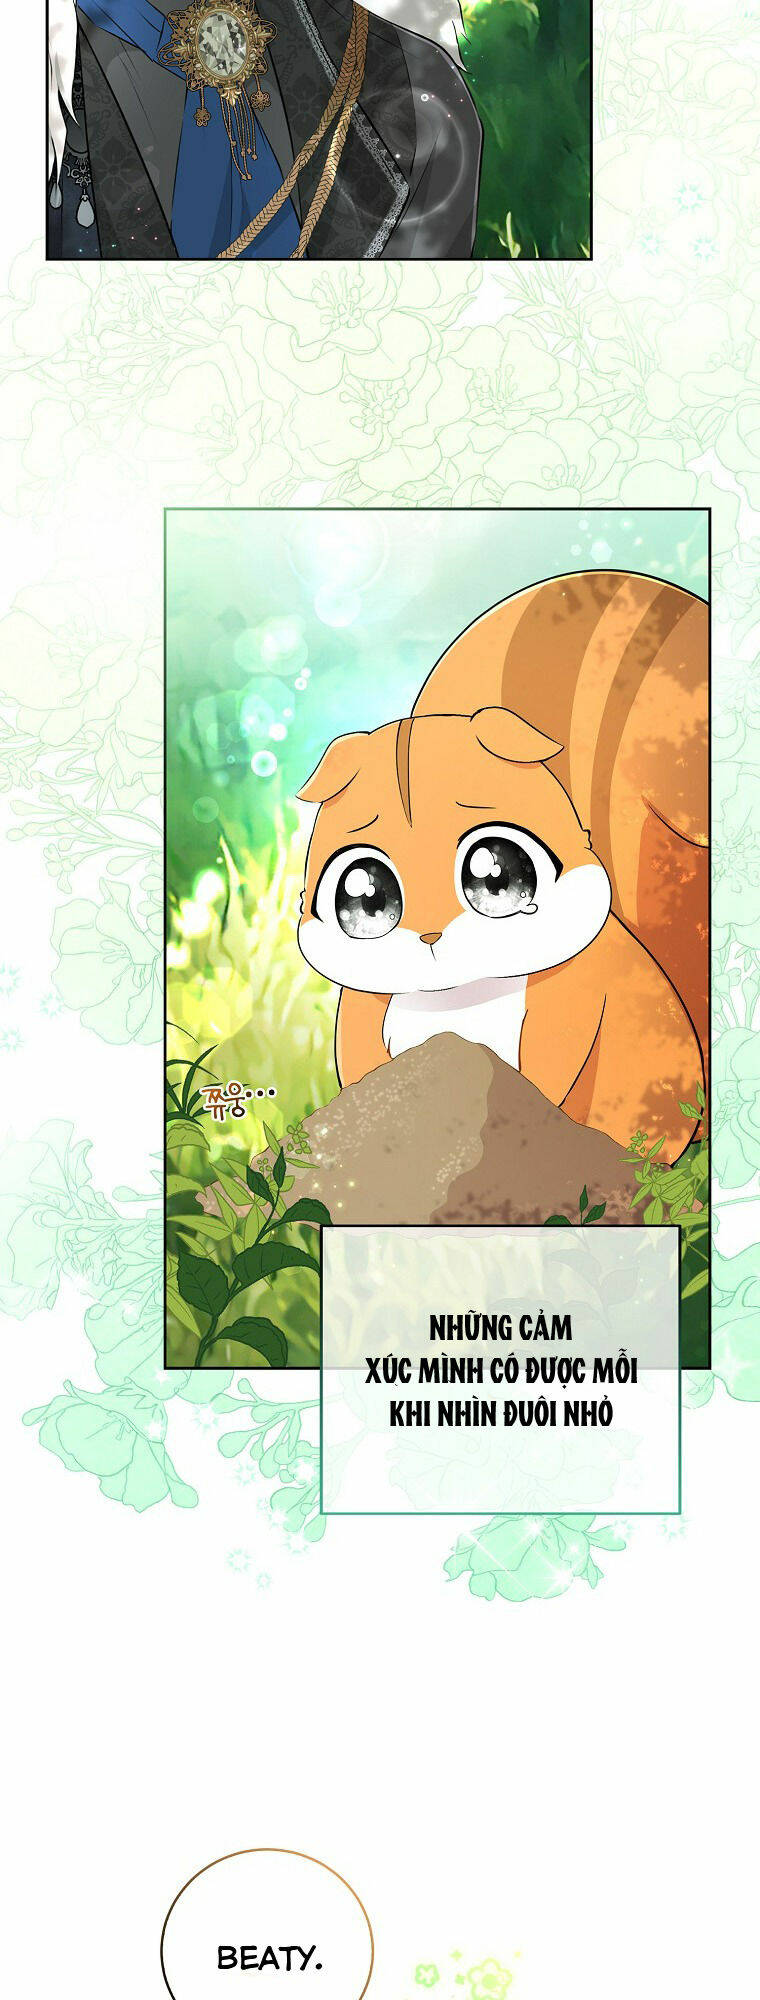 쮸웅...
NHỮNG CẢM
XÚC MÌNH CÓ ĐƯỢC MỖI
KHI NHÌN ĐUÔI NHỎ
BEATY.